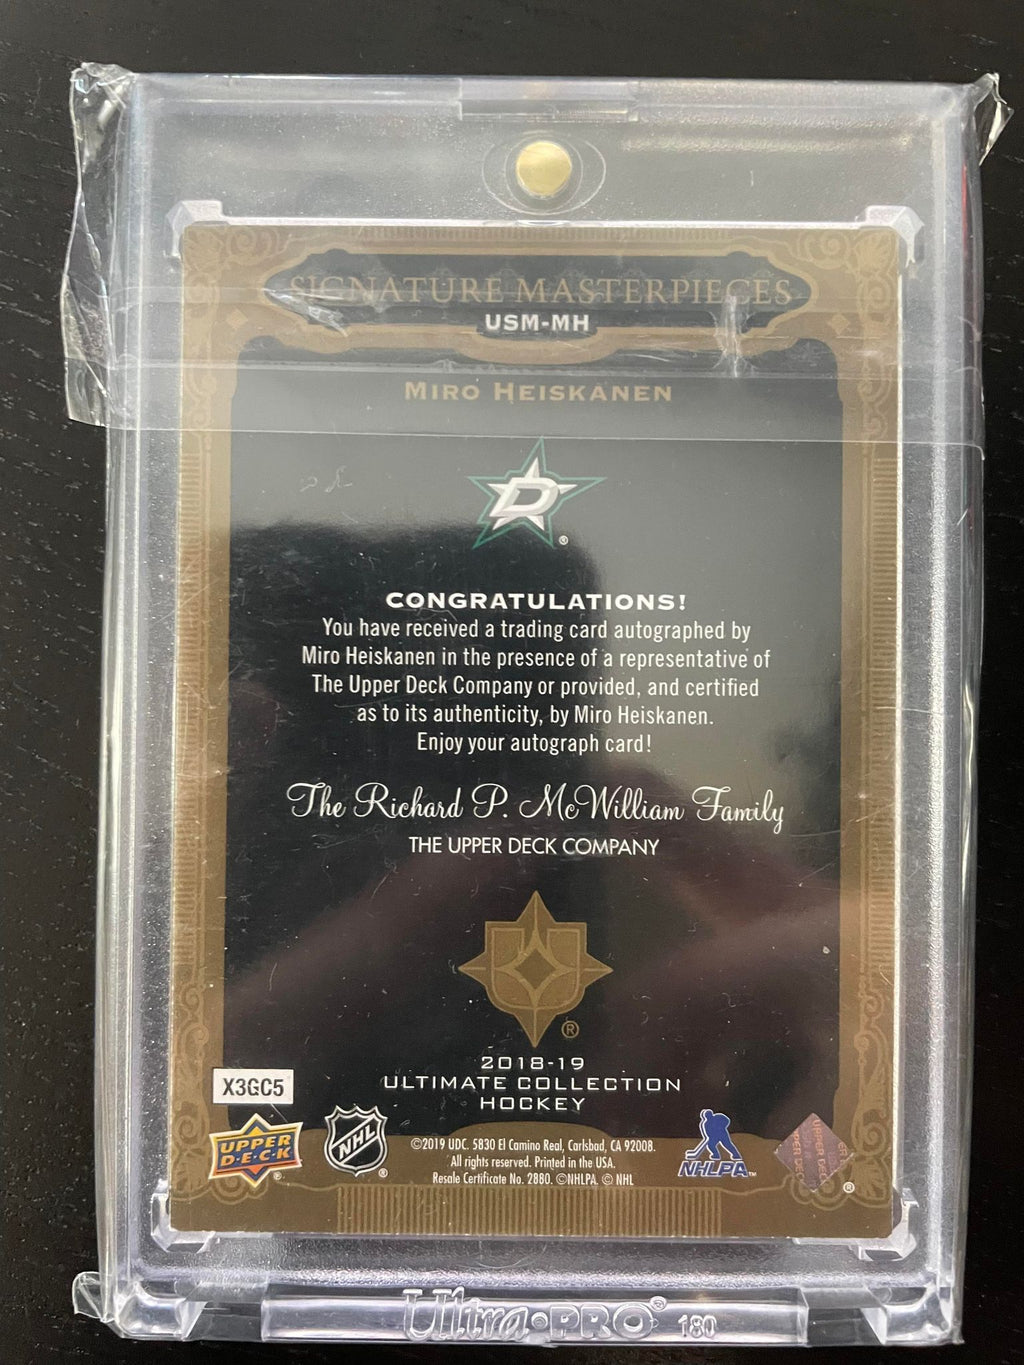 SIGNATURE MASTERPIECES
USM-MH
MIRO HEISKANEN
D
®
CONGRATULATIONS!
You have received a trading card autographed by
Miro Heiskanen in the presence of a representative of
The Upper Deck Company or provided, and certified
as to its authenticity, by Miro Heiskanen.
Enjoy your autograph card!
The Richard P. McWilliam Family
THE UPPER DECK COMPANY
®
2018-19
ULTIMATE COLLECTION
HOCKEY
X3GC5
UPPER
D·E·C·K
®
NHL
®
©2019 UDC. 5830 El Camino Real, Carlsbad, CA 92008.
All rights reserved. Printed in the USA.
Resale Certificate No. 2880. ©NHLPA. © NHL
NHLPA™
UPPER DECK
®
Ultra·PRO® 180